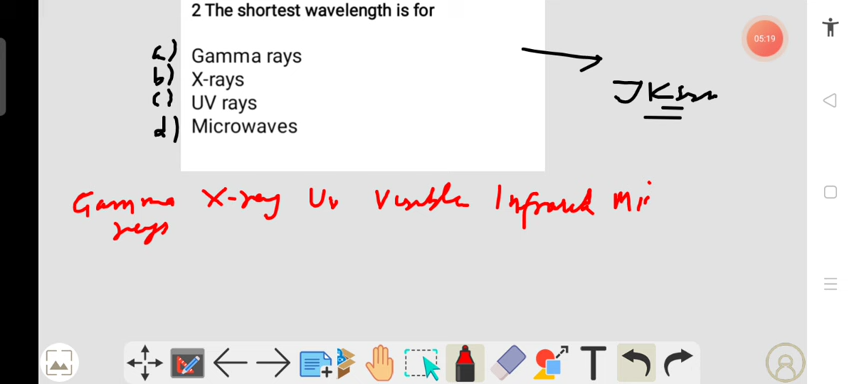 2 The shortest wavelength is for
05:19
a) Gamma rays
b) X-rays
c) UV rays
d) Microwaves
Gamma X-ray Uv Visible Infrared Mi
rays
T